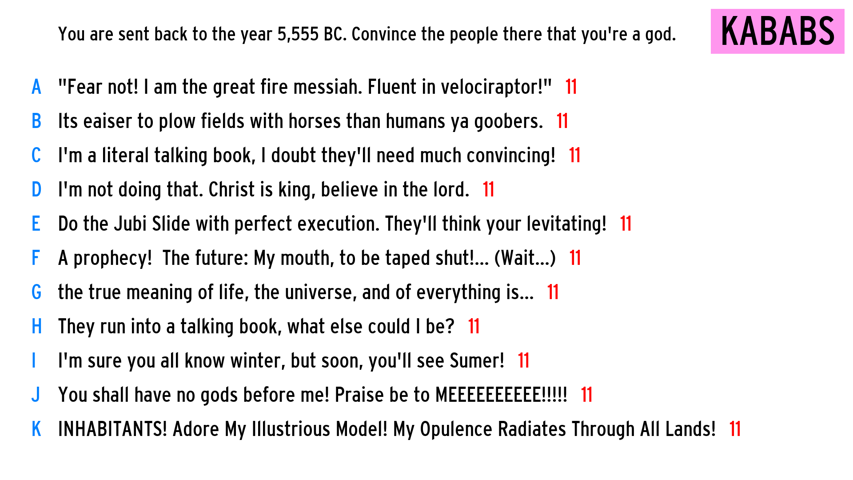 You are sent back to the year 5,555 BC. Convince the people there that you're a god.
KABABS
A "Fear not! I am the great fire messiah. Fluent in velociraptor!" 11
B Its eaiser to plow fields with horses than humans ya goobers. 11
C I'm a literal talking book, I doubt they'll need much convincing! 11
D I'm not doing that. Christ is king, believe in the lord. 11
E Do the Jubi Slide with perfect execution. They'll think your levitating! 11
F A prophecy!  The future: My mouth, to be taped shut!... (Wait...) 11
G the true meaning of life, the universe, and of everything is... 11
H They run into a talking book, what else could I be? 11
I I'm sure you all know winter, but soon, you'll see Sumer! 11
J You shall have no gods before me! Praise be to MEEEEEEEEEE!!!!! 11
K INHABITANTS! Adore My Illustrious Model! My Opulence Radiates Through All Lands! 11